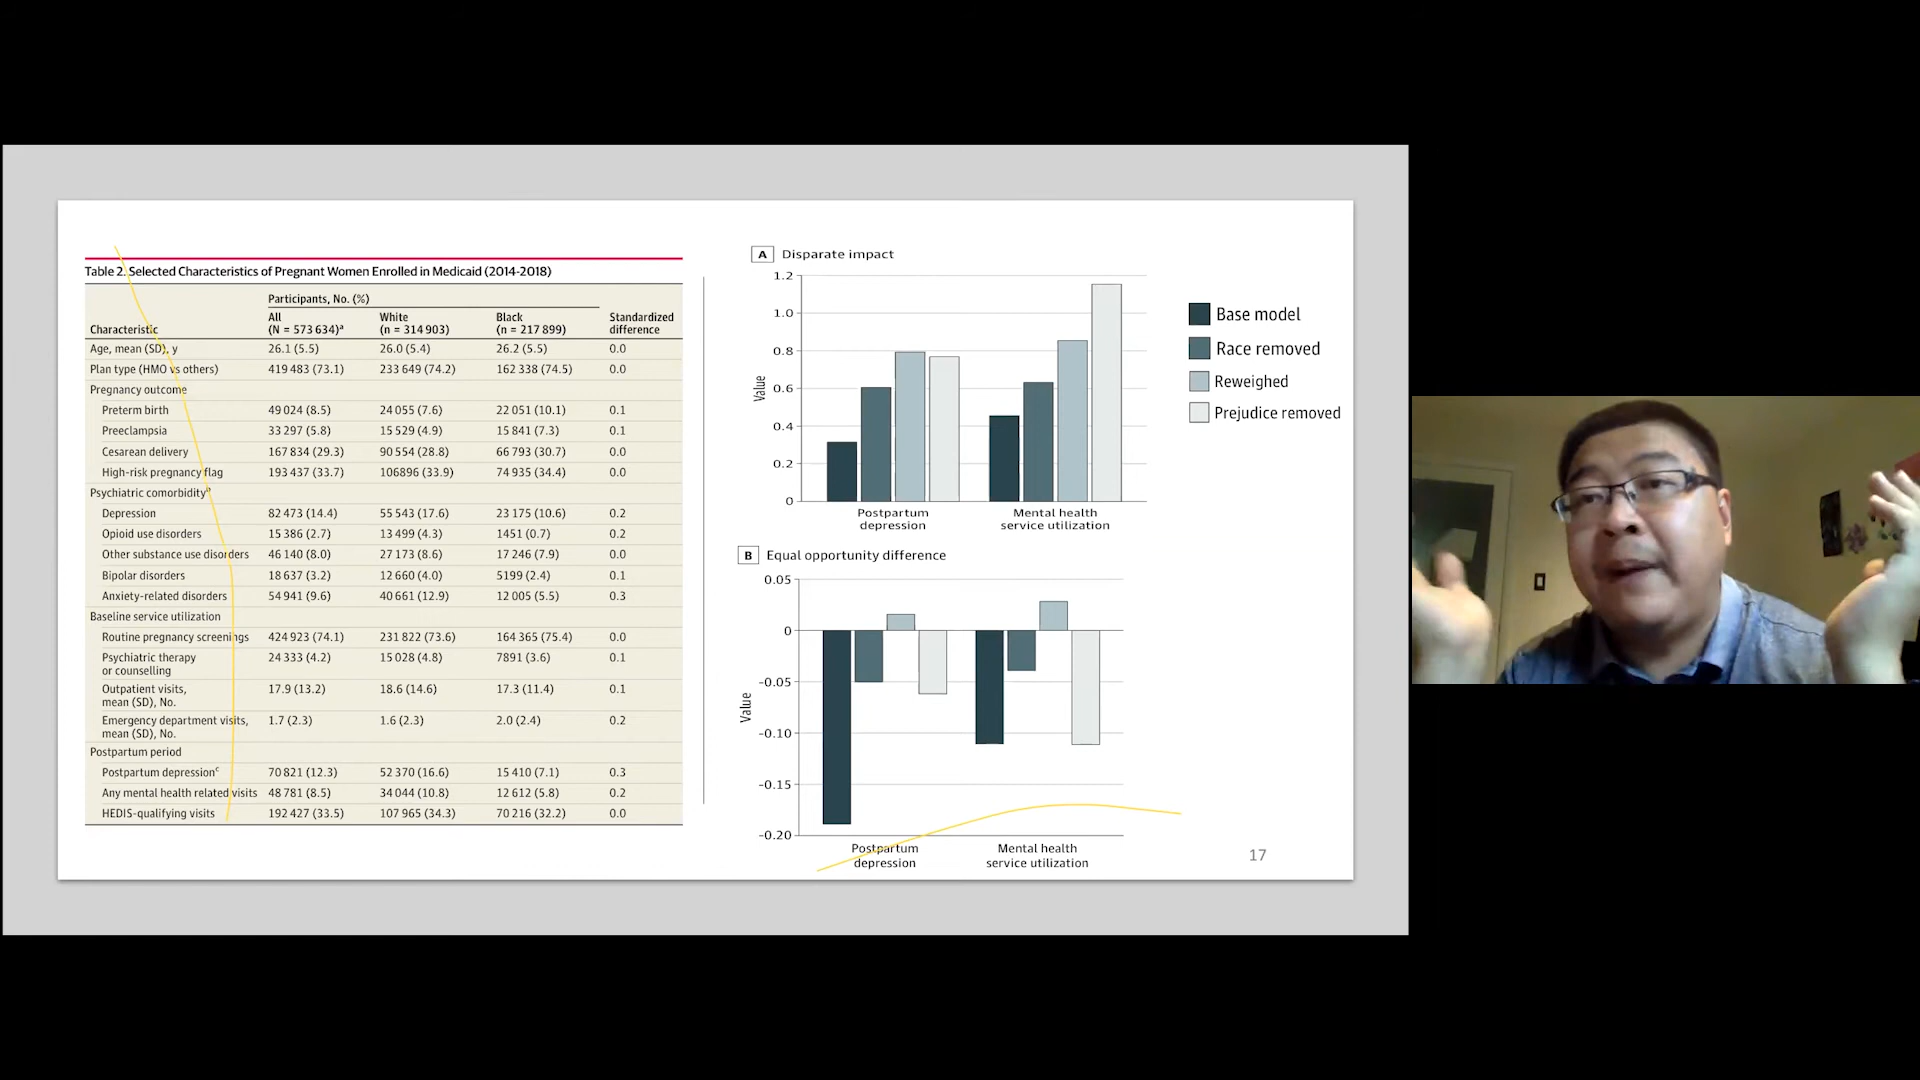 Table 2. Selected Characteristics of Pregnant Women Enrolled in Medicaid (2014-2018)
Participants, No. (%)
Characteristic All (N = 573 634)a White (n = 314 903) Black (n = 217 899) Standardized difference
Age, mean (SD), y 26.1 (5.5) 26.0 (5.4) 26.2 (5.5) 0.0
Plan type (HMO vs others) 419 483 (73.1) 233 649 (74.2) 162 338 (74.5) 0.0
Pregnancy outcome
Preterm birth 49 024 (8.5) 24 055 (7.6) 22 051 (10.1) 0.1
Preeclampsia 33 297 (5.8) 15 529 (4.9) 15 841 (7.3) 0.1
Cesarean delivery 167 834 (29.3) 90 554 (28.8) 66 793 (30.7) 0.0
High-risk pregnancy flag 193 437 (33.7) 106896 (33.9) 74 935 (34.4) 0.0
Psychiatric comorbidityb
Depression 82 473 (14.4) 55 543 (17.6) 23 175 (10.6) 0.2
Opioid use disorders 15 386 (2.7) 13 499 (4.3) 1451 (0.7) 0.2
Other substance use disorders 46 140 (8.0) 27 173 (8.6) 17 246 (7.9) 0.0
Bipolar disorders 18 637 (3.2) 12 660 (4.0) 5199 (2.4) 0.1
Anxiety-related disorders 54 941 (9.6) 40 661 (12.9) 12 005 (5.5) 0.3
Baseline service utilization
Routine pregnancy screenings 424 923 (74.1) 231 822 (73.6) 164 365 (75.4) 0.0
Psychiatric therapy or counselling 24 333 (4.2) 15 028 (4.8) 7891 (3.6) 0.1
Outpatient visits, mean (SD), No. 17.9 (13.2) 18.6 (14.6) 17.3 (11.4) 0.1
Emergency department visits, mean (SD), No. 1.7 (2.3) 1.6 (2.3) 2.0 (2.4) 0.2
Postpartum period
Postpartum depressionc 70 821 (12.3) 52 370 (16.6) 15 410 (7.1) 0.3
Any mental health related visits 48 781 (8.5) 34 044 (10.8) 12 612 (5.8) 0.2
HEDIS-qualifying visits 192 427 (33.5) 107 965 (34.3) 70 216 (32.2) 0.0
A Disparate impact
1.2
1.0
0.8
0.6
0.4
0.2
0
Value
Postpartum depression
Mental health service utilization
Base model
Race removed
Reweighed
Prejudice removed
B Equal opportunity difference
0.05
0
-0.05
-0.10
-0.15
-0.20
Value
Postpartum depression
Mental health service utilization
17